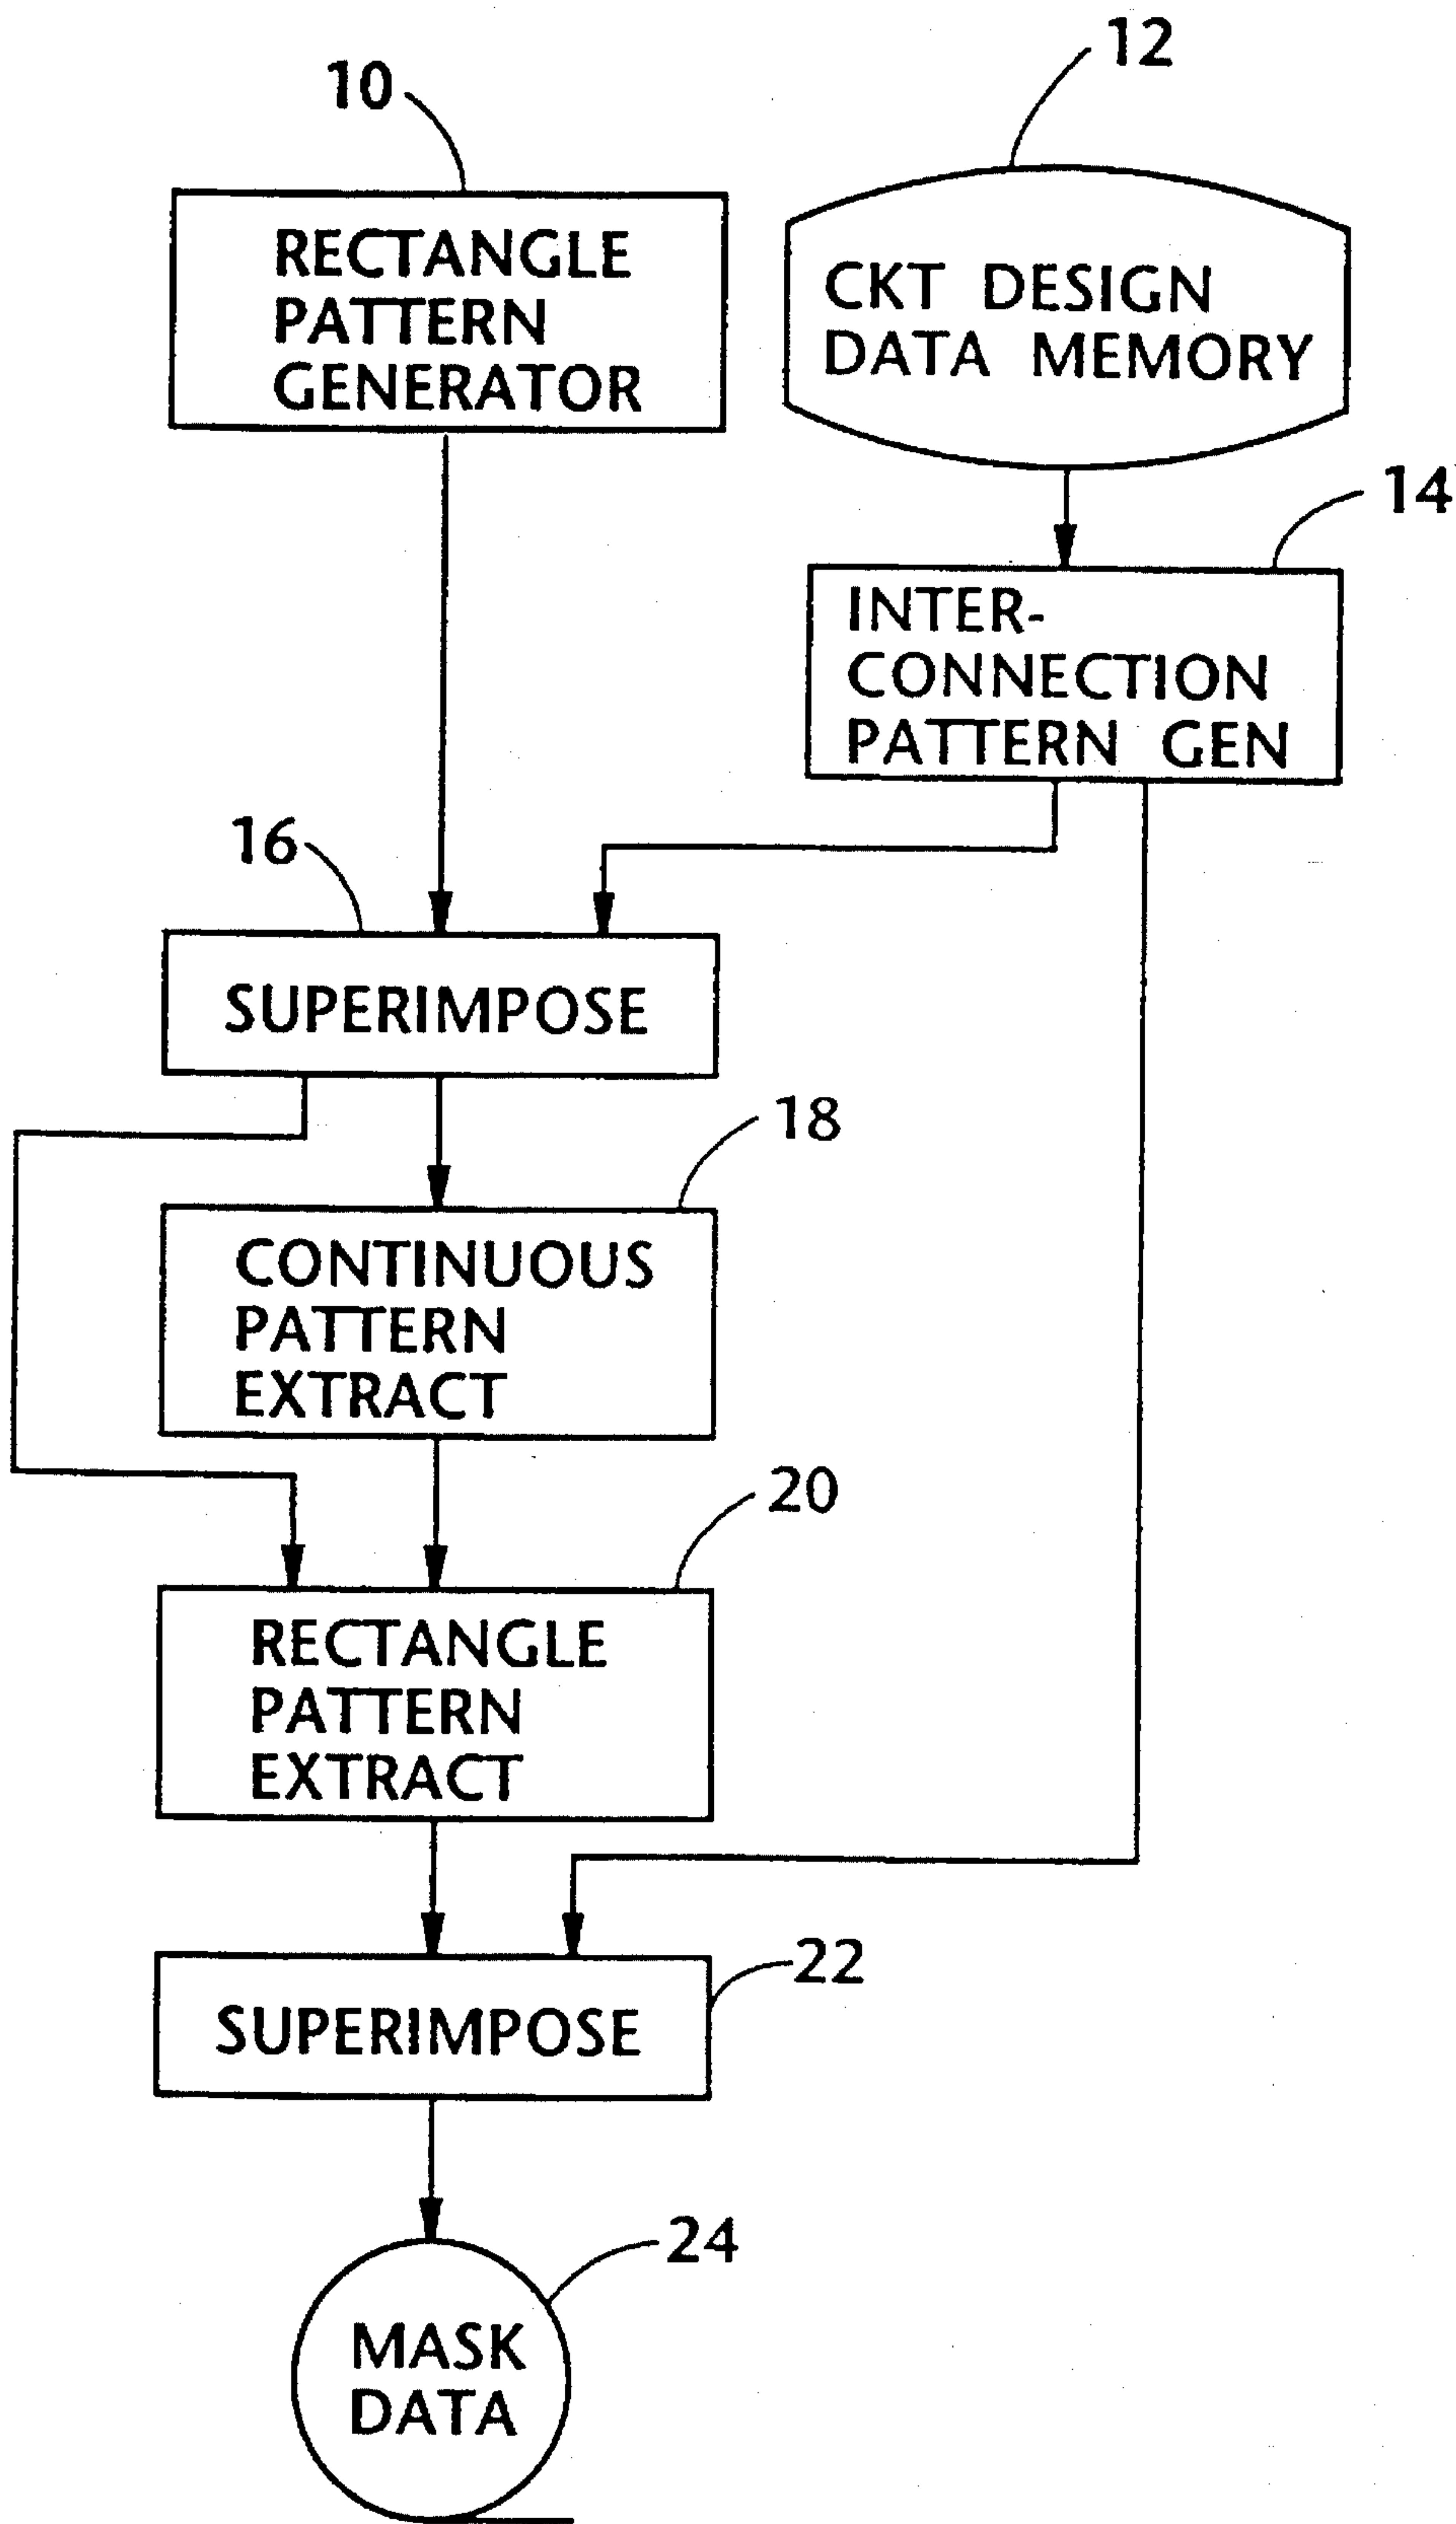 10
12
RECTANGLE
PATTERN
GENERATOR
CKT DESIGN
DATA MEMORY
14
INTER-
CONNECTION
PATTERN GEN
16
SUPERIMPOSE
18
CONTINUOUS
PATTERN
EXTRACT
20
RECTANGLE
PATTERN
EXTRACT
22
SUPERIMPOSE
24
MASK
DATA